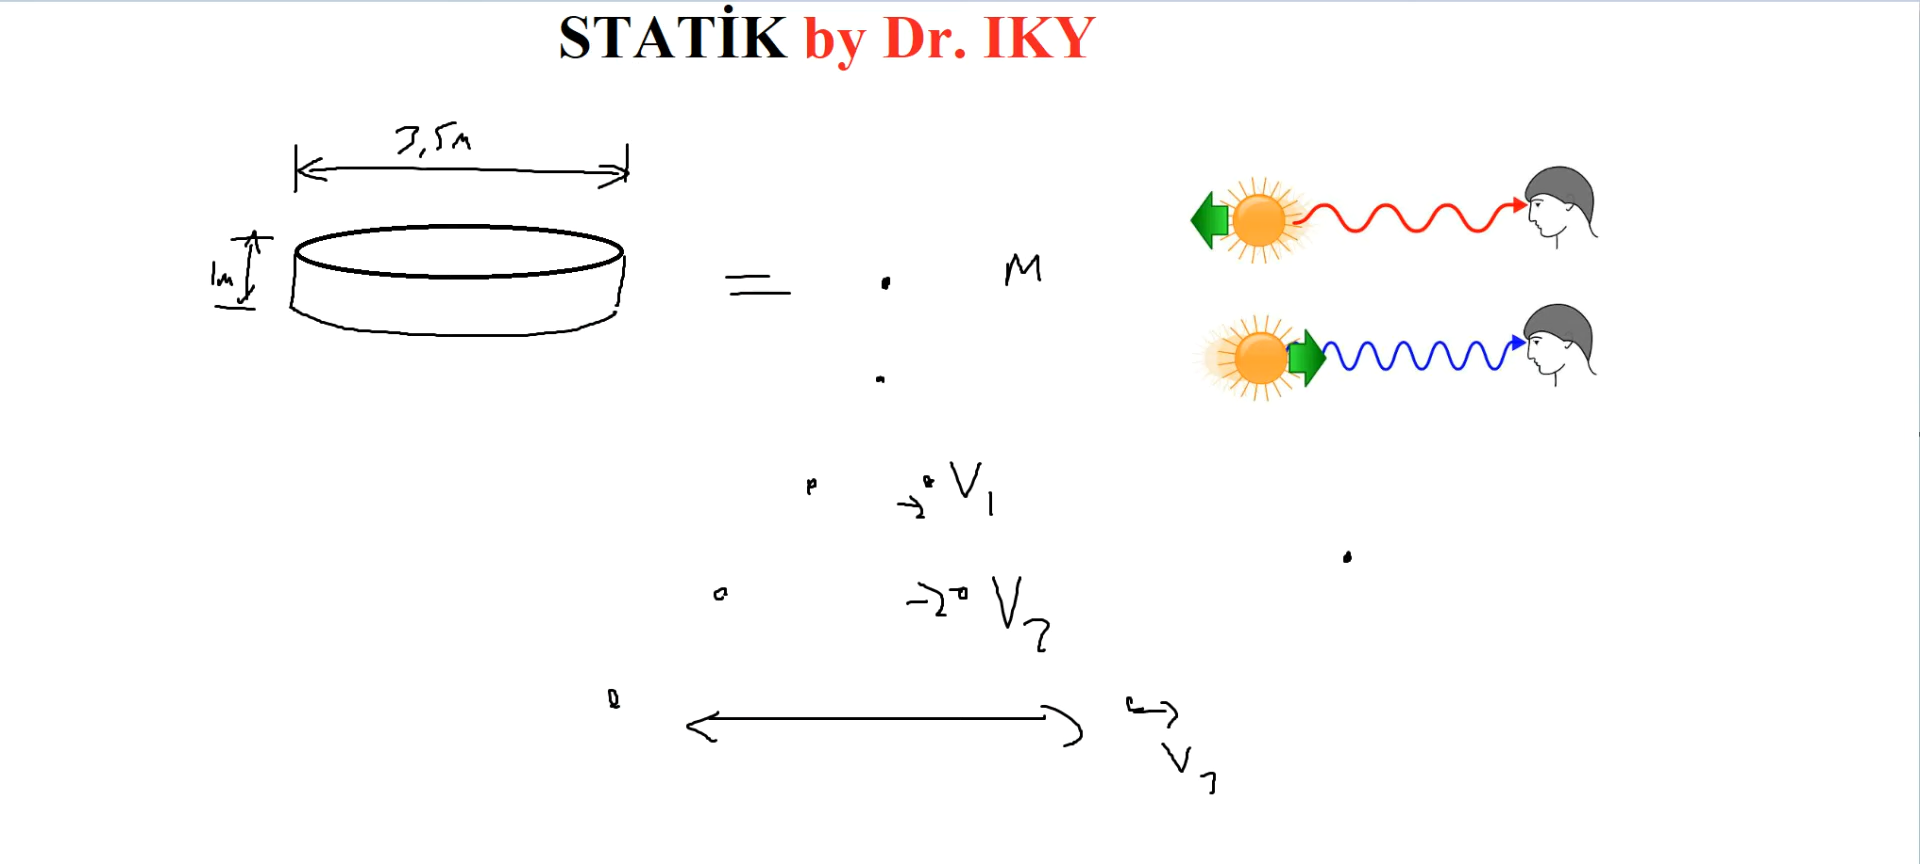 STATİK by Dr. IKY
3,5m
1m
= . M
V1
V2
V3